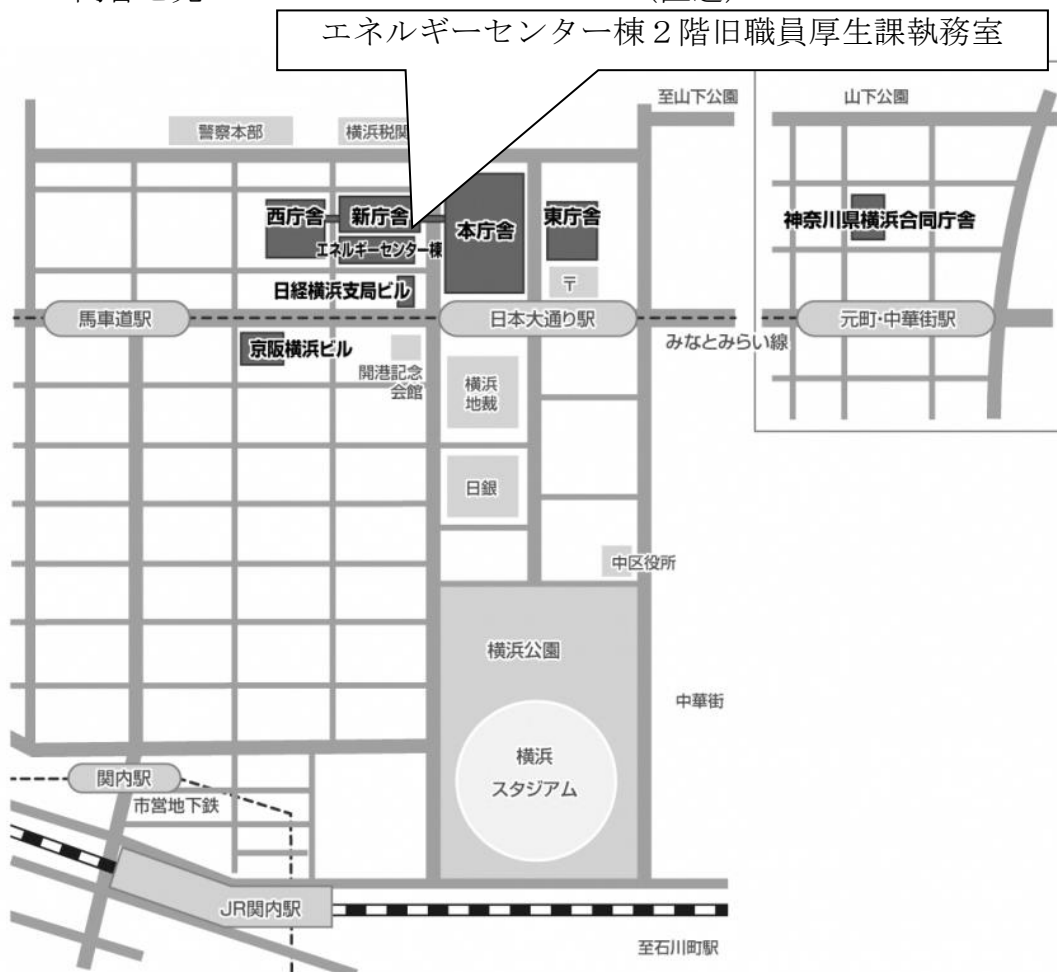 エネルギーセンター棟２階旧職員厚生課執務室
至山下公園
山下公園
警察本部
横浜税関
西庁舎
新庁舎
本庁舎
東庁舎
神奈川県横浜合同庁舎
エネルギーセンター棟
〒
日経横浜支局ビル
馬車道駅
日本大通り駅
元町・中華街駅
みなとみらい線
京阪横浜ビル
開港記念
会館
横浜
地裁
日銀
中区役所
横浜公園
中華街
横浜
スタジアム
関内駅
市営地下鉄
JR関内駅
至石川町駅